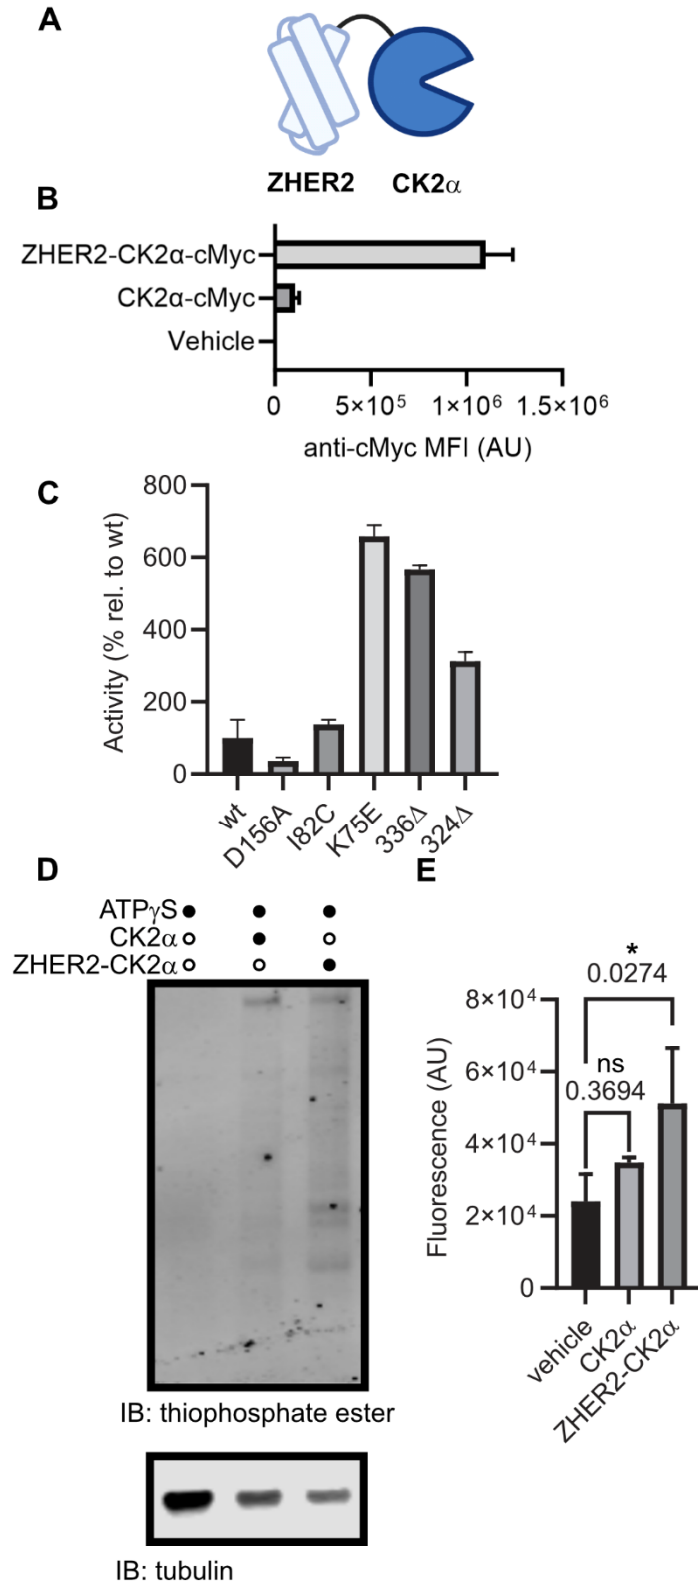 A
ZHER2 CK2α
B
ZHER2-CK2α-cMyc
CK2α-cMyc
Vehicle
0 5×10⁵ 1×10⁶ 1.5×10⁶
anti-cMyc MFI (AU)
C
Activity (% rel. to wt)
800
600
400
200
0
wt D156A I82C K75E 336Δ 324Δ
D
ATPγS
CK2α
ZHER2-CK2α
IB: thiophosphate ester
IB: tubulin
E
*
0.0274
ns
0.3694
Fluorescence (AU)
8×10⁴
6×10⁴
4×10⁴
2×10⁴
0
vehicle CK2α ZHER2-CK2α